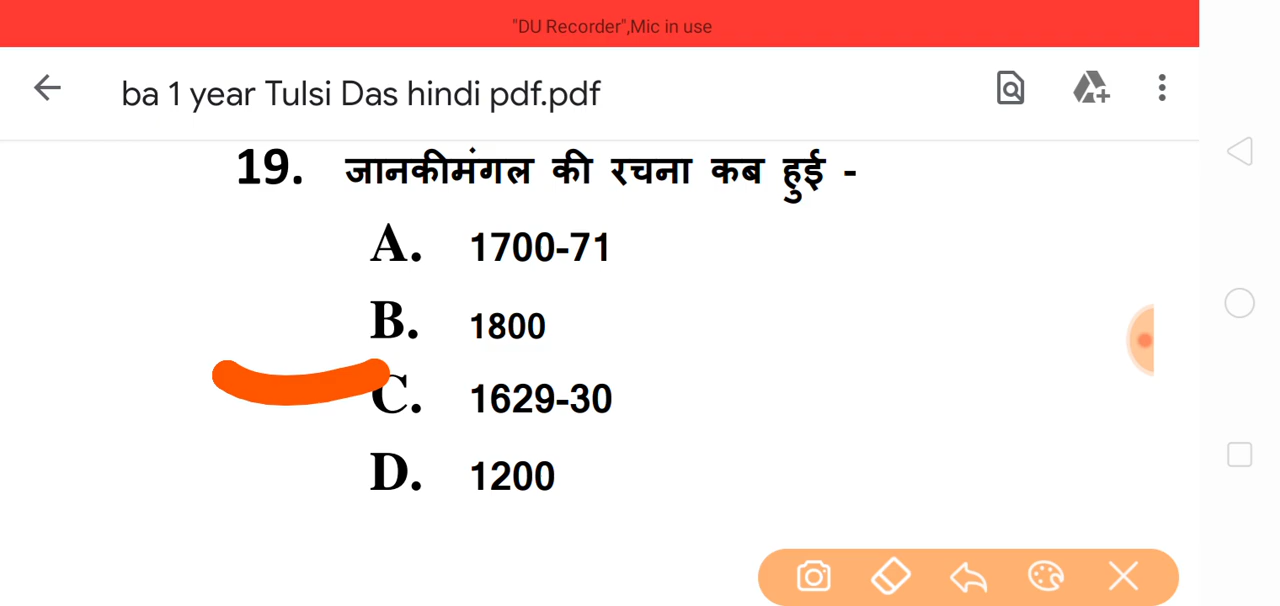 "DU Recorder",Mic in use
ba 1 year Tulsi Das hindi pdf.pdf
19. जानकीमंगल की रचना कब हुई -
A. 1700-71
B. 1800
C. 1629-30
D. 1200